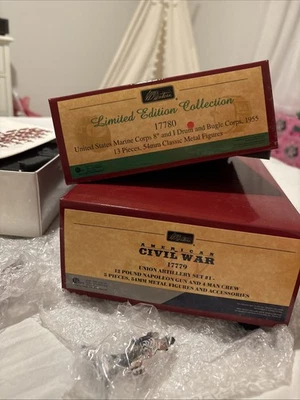 Limited Edition Collection
17780
United States Marine Corps 8" and I Drum and Bugle Corps, 1955
13 Pieces, 54mm Classic Metal Figures
AMERICAN
CIVIL WAR
17779
UNION ARTILLERY SET #1 -
12 POUND NAPOLEON GUN AND 4 MAN CREW
5 PIECES, 54MM METAL FIGURES AND ACCESSORIES